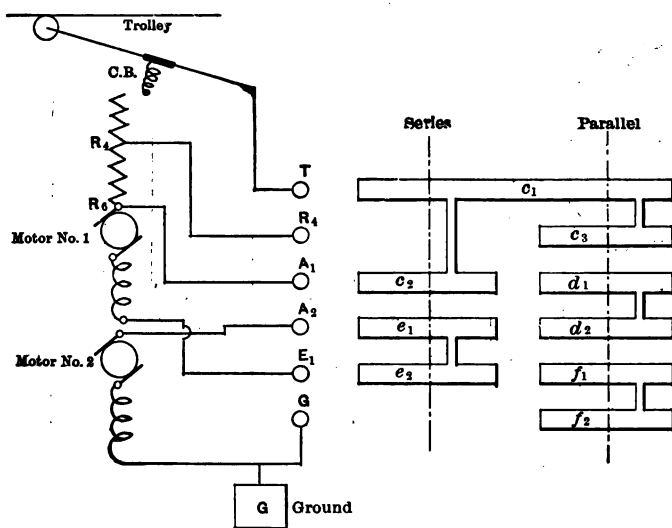 Trolley
C.B.
R4
R6
Motor No. 1
Motor No. 2
T
R4
A1
A2
E1
G
G Ground
Series
Parallel
c1
c3
c2
d1
e1
d2
e2
f1
f2